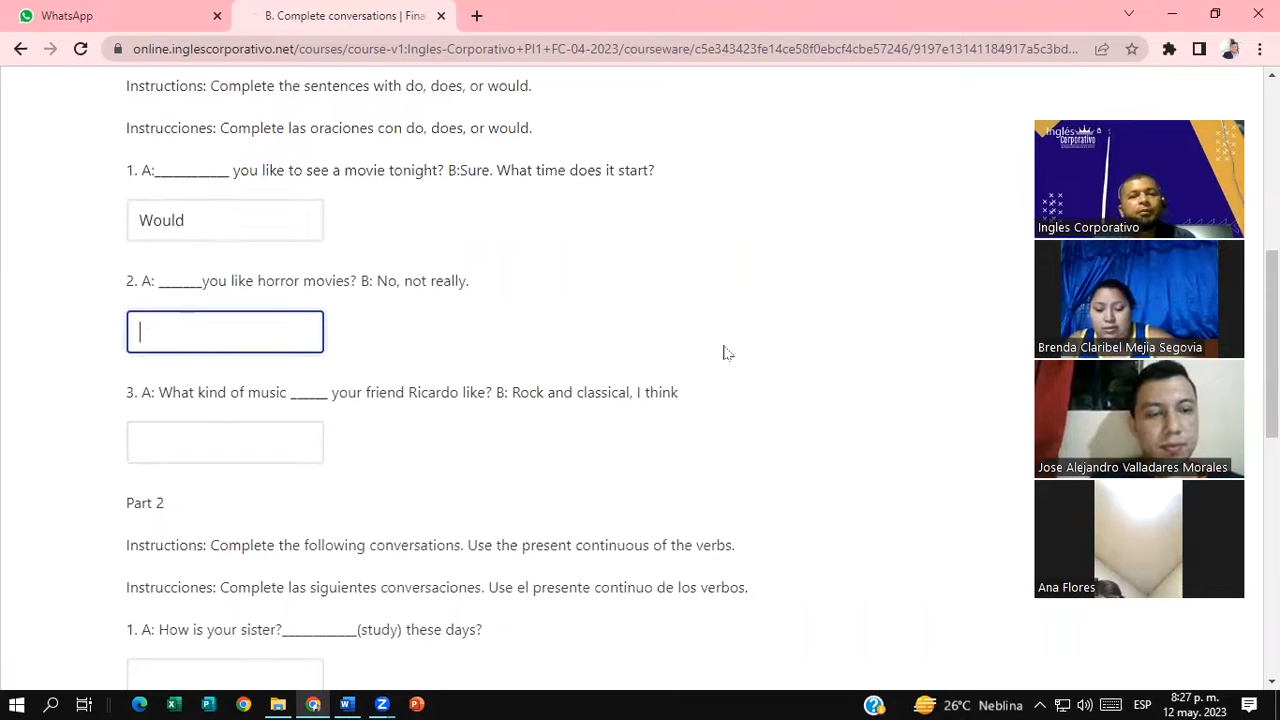 WhatsApp
B. Complete conversations | Fina
online.inglescorporativo.net/courses/course-v1:Ingles-Corporativo+PI1+FC-04-2023/courseware/c5e343423fe14ce58f0ebcf4cbe57246/9197e13141184917a5c3bd...
Instructions: Complete the sentences with do, does, or would.
Instrucciones: Complete las oraciones con do, does, or would.
1. A:____________ you like to see a movie tonight? B:Sure. What time does it start?
Would
2. A: _______you like horror movies? B: No, not really.
3. A: What kind of music ______ your friend Ricardo like? B: Rock and classical, I think
Part 2
Instructions: Complete the following conversations. Use the present continuous of the verbs.
Instrucciones: Complete las siguientes conversaciones. Use el presente continuo de los verbos.
1. A: How is your sister?____________(study) these days?
Inglés
Corporativo
Ingles Corporativo
Brenda Claribel Mejia Segovia
Jose Alejandro Valladares Morales
Ana Flores
26°C Neblina
ESP
8:27 p. m.
12 may. 2023